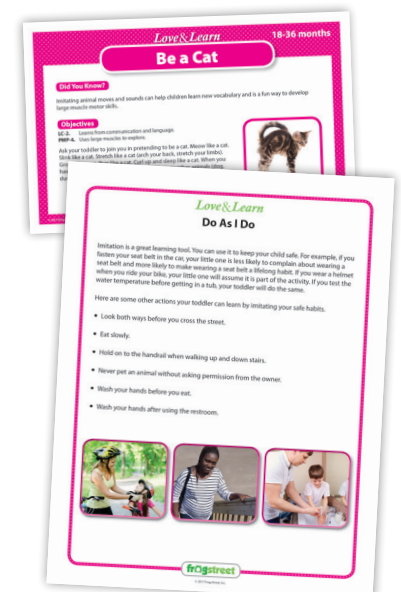 Love & Learn
18-36 months
Be a Cat
Did You Know?
Imitating animal moves and sounds can help children learn new vocabulary and is a fun way to develop
large muscle motor skills.
Objectives
LC-2. Learns from communication and language.
PMP-4. Uses large muscles to explore.
Ask your toddler to join you in pretending to be a cat. Meow like a cat.
Slink like a cat. Stretch like a cat (arch your back, stretch your limbs).
a cat. Curl up and sleep like a cat. When you
Love & Learn
Do As I Do
Imitation is a great learning tool. You can use it to keep your child safe. For example, if you
fasten your seat belt in the car, your little one is less likely to complain about wearing a
seat belt and more likely to make wearing a seat belt a lifelong habit. If you wear a helmet
when you ride your bike, your little one will assume it is part of the activity. If you test the
water temperature before getting in a tub, your toddler will do the same.
Here are some other actions your toddler can learn by imitating your safe habits.
• Look both ways before you cross the street.
• Eat slowly.
• Hold on to the handrail when walking up and down stairs.
• Never pet an animal without asking permission from the owner.
• Wash your hands before you eat.
• Wash your hands after using the restroom.
frogstreet